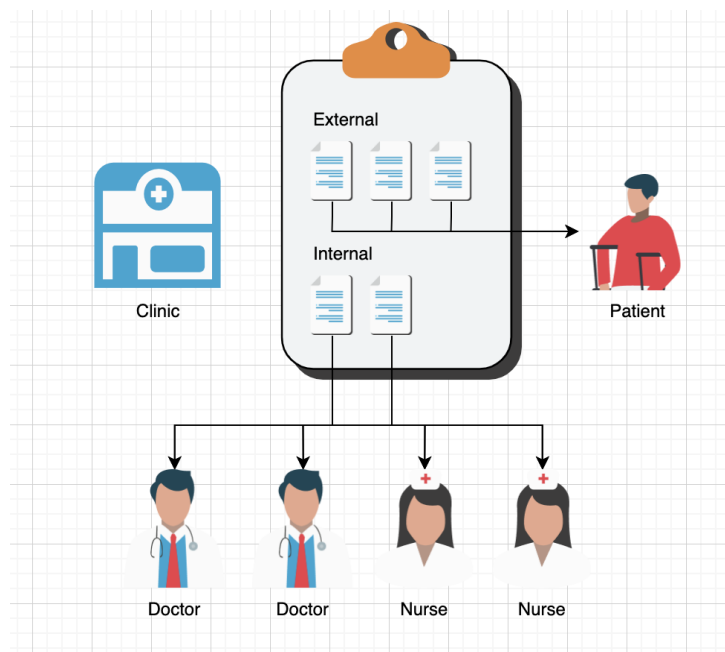 External
Internal
Clinic
Patient
Doctor
Doctor
Nurse
Nurse